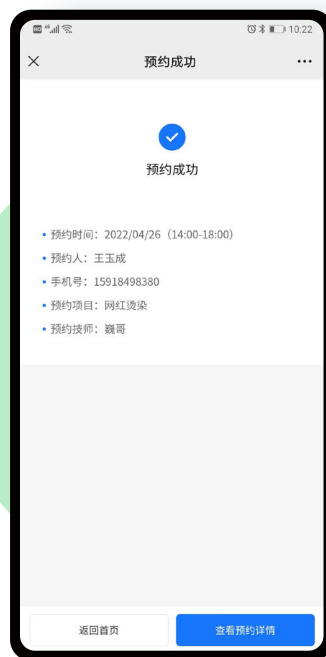 10:22
预约成功
预约成功
预约时间：2022/04/26（14:00-18:00）
预约人：王玉成
手机号：15918498380
预约项目：网红烫染
预约技师：巍哥
返回首页
查看预约详情